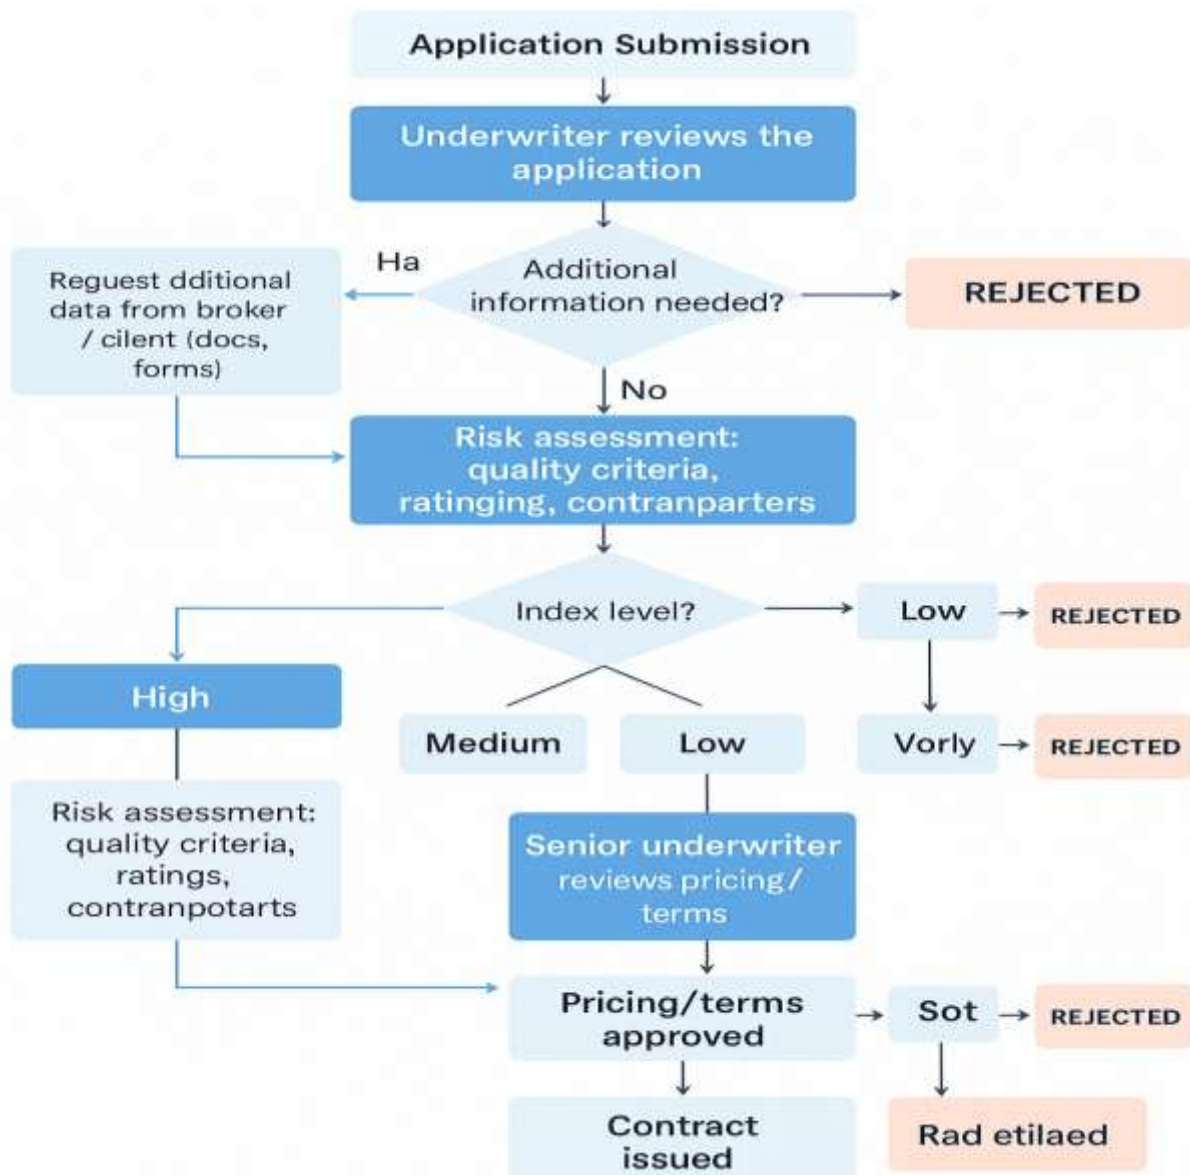 Application Submission
Underwriter reviews the
application
Ha
Additional
information needed?
REJECTED
Reguest dditional
data from broker
/ cilent (docs,
forms)
No
Risk assessment:
quality criteria,
ratinging, contranparters
Index level?
Low
REJECTED
High
Medium
Low
Vorly
REJECTED
Risk assessment:
quality criteria,
ratings,
contranpotarts
Senior underwriter
reviews pricing/
terms
Pricing/terms
approved
Sot
REJECTED
Contract
issued
Rad etilaed